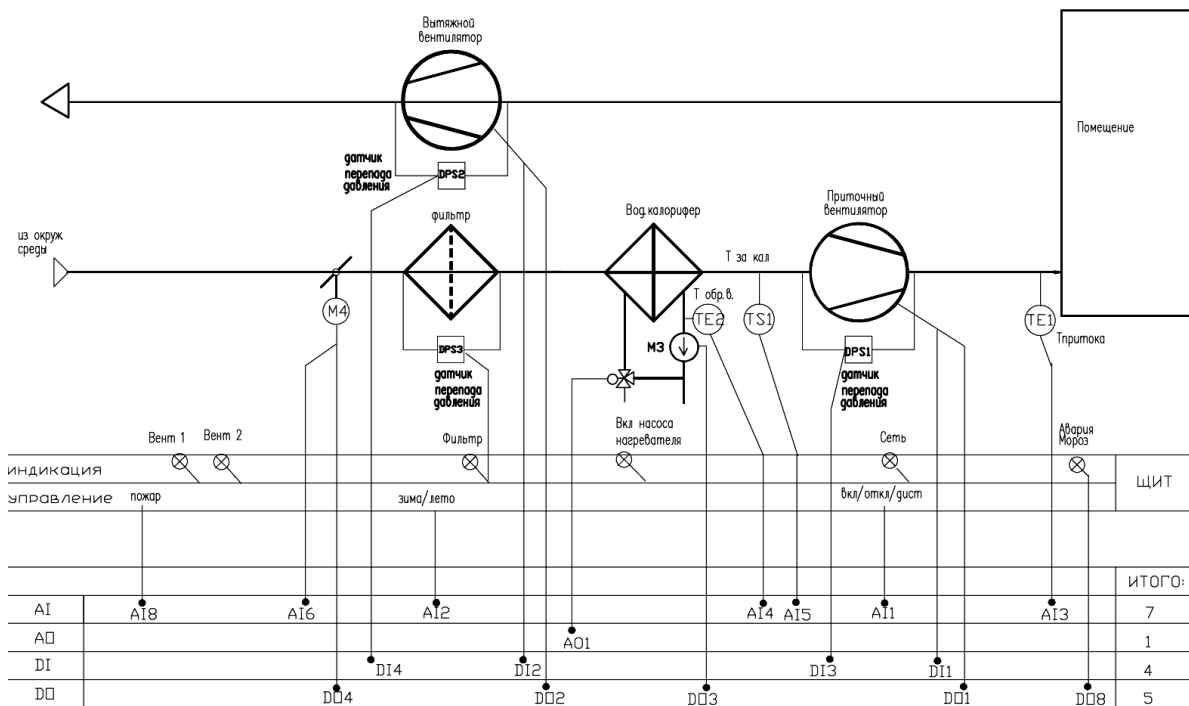 Вытяжной
вентилятор
Помещение
датчик
перепада
давления
DPS2
из окруж
среды
фильтр
Вод.калорифер
Приточный
вентилятор
Т за кал
M4
Т обр.в.
TE2
TS1
TE1
Тпритока
DPS3
M3
DPS1
датчик
перепада
давления
датчик
перепада
давления
Вент 1
Вент 2
Фильтр
Вкл насоса
нагревателя
Сеть
Авария
Мороз
индикация
управление
пожар
зима/лето
вкл/откл/дист
ЩИТ
ИТОГО:
AI
AI8
AI6
AI2
AI4
AI5
AI1
AI3
7
AO
AO1
1
DI
DI4
DI2
DI3
DI1
4
DO
DO4
DO2
DO3
DO1
DO8
5